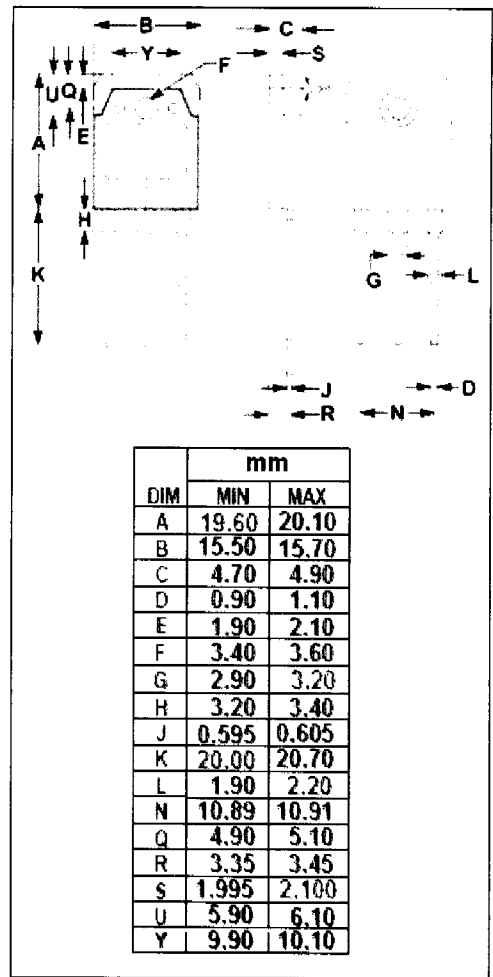 B
C
Y
F
S
U Q
E
A
H
K
G
L
J
D
R
N
mm
DIM MIN MAX
A 19.60 20.10
B 15.50 15.70
C 4.70 4.90
D 0.90 1.10
E 1.90 2.10
F 3.40 3.60
G 2.90 3.20
H 3.20 3.40
J 0.595 0.605
K 20.00 20.70
L 1.90 2.20
N 10.89 10.91
Q 4.90 5.10
R 3.35 3.45
S 1.995 2.100
U 5.90 6.10
Y 9.90 10.10